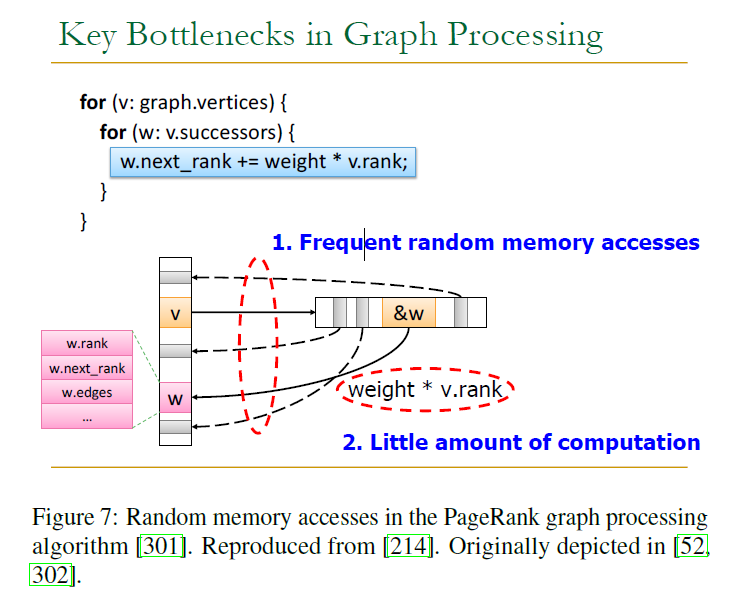 Key Bottlenecks in Graph Processing
for (v: graph.vertices) {
for (w: v.successors) {
w.next_rank += weight * v.rank;
}
}
1. Frequent random memory accesses
v
&w
w.rank
w.next_rank
w.edges
...
w
weight * v.rank
2. Little amount of computation
Figure 7: Random memory accesses in the PageRank graph processing
algorithm [301]. Reproduced from [214]. Originally depicted in [52,
302].